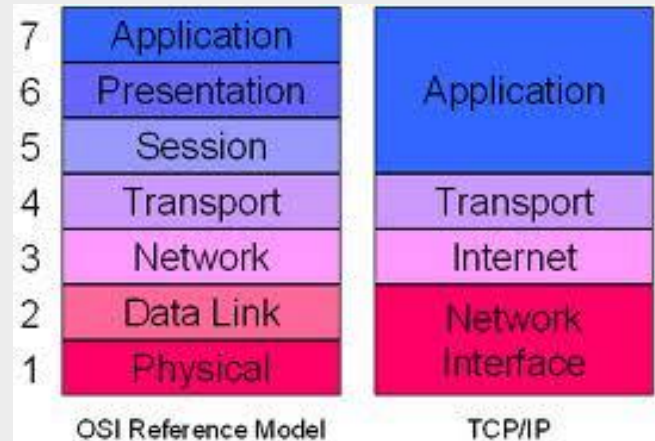 7 Application
6 Presentation
5 Session
Application
4 Transport
Transport
3 Network
Internet
2 Data Link
1 Physical
Network
Interface
OSI Reference Model
TCP/IP